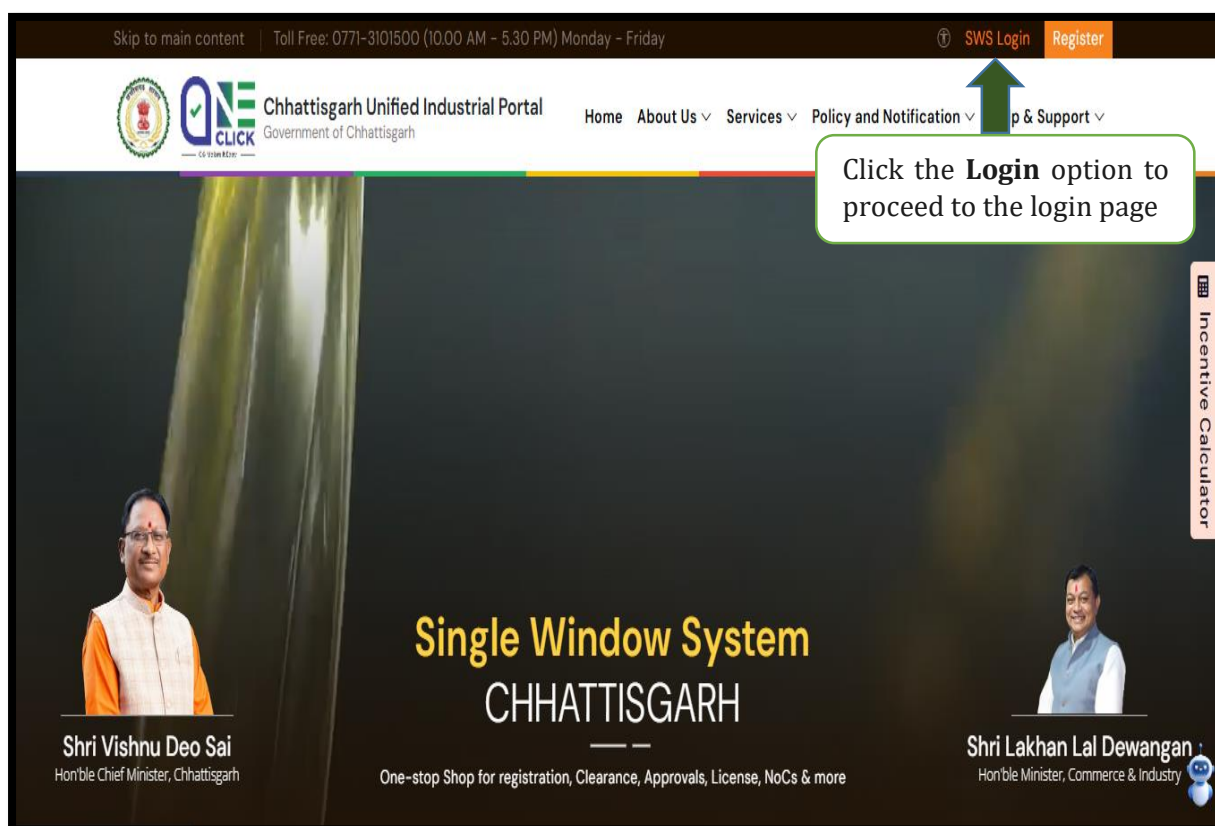 Skip to main content | Toll Free: 0771-3101500 (10.00 AM - 5.30 PM) Monday - Friday
SWS Login Register
ONE
CLICK
Chhattisgarh Unified Industrial Portal
Government of Chhattisgarh
Home About Us Services Policy and Notification p & Support
Click the Login option to
proceed to the login page
Incentive Calculator
Single Window System
CHHATTISGARH
One-stop Shop for registration, Clearance, Approvals, License, NoCs & more
Shri Vishnu Deo Sai
Hon'ble Chief Minister, Chhattisgarh
Shri Lakhan Lal Dewangan
Hon'ble Minister, Commerce & Industry